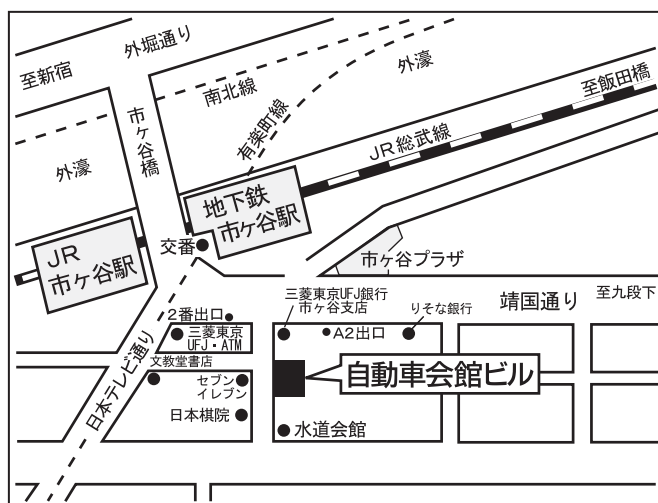 外堀通り
至新宿
南北線
外濠
至飯田橋
市ヶ谷橋
有楽町線
JR総武線
外濠
地下鉄
市ヶ谷駅
JR
市ヶ谷駅
交番
市ヶ谷プラザ
三菱東京UFJ銀行
市ヶ谷支店
りそな銀行
靖国通り
至九段下
2番出口
三菱東京
UFJ・ATM
A2出口
日本テレビ通り
文教堂書店
セブン
イレブン
自動車会館ビル
日本棋院
水道会館